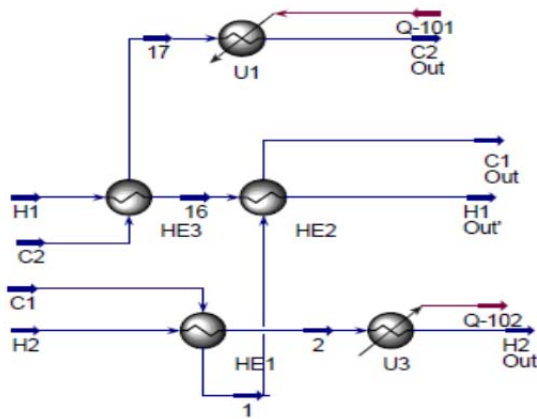 17
Q-101
U1
C2
Out
C1
Out
H1
16
HE3
HE2
H1
Out'
C2
C1
H2
HE1
2
Q-102
U3
H2
Out
1